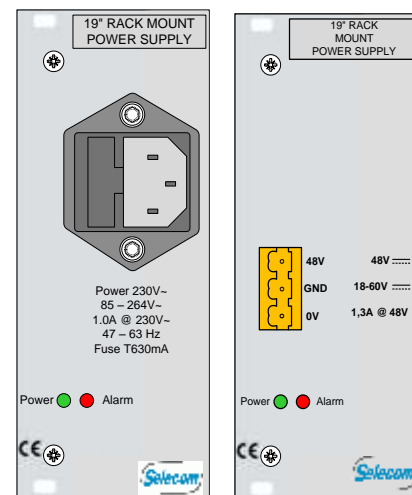 19" RACK MOUNT
POWER SUPPLY
Power 230V~
85 – 264V~
1.0A @ 230V~
47 – 63 Hz
Fuse T630mA
Power
Alarm
CE
Selecom
19" RACK
MOUNT
POWER SUPPLY
48V
48V
GND
18-60V
0V
1,3A @ 48V
Power
Alarm
CE
Selecom